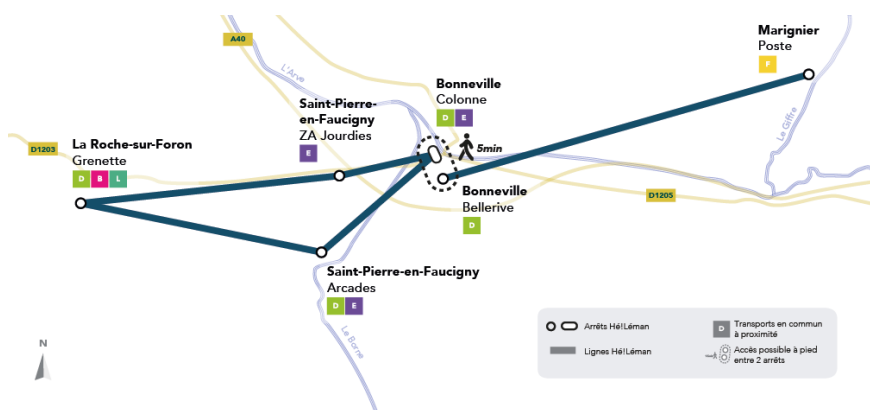 Marignier
Poste
F
A40
L'Arve
Le Giffre
Bonneville
Colonne
D E
Saint-Pierre-
en-Faucigny
ZA Jourdies
E
5min
D1203
La Roche-sur-Foron
Grenette
D B L
Bonneville
Bellerive
D
D1205
Saint-Pierre-en-Faucigny
Arcades
D E
Le Borne
N
Arrêts Hé!Léman
Lignes Hé!Léman
D
Transports en commun
à proximité
Accès possible à pied
entre 2 arrêts